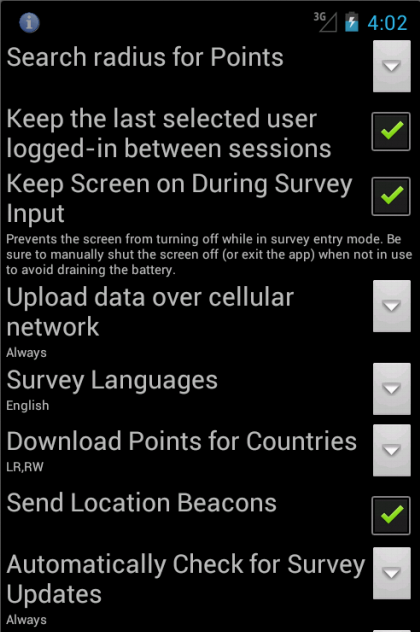 3G 4:02
Search radius for Points
Keep the last selected user
logged-in between sessions
Keep Screen on During Survey
Input
Prevents the screen from turning off while in survey entry mode. Be
sure to manually shut the screen off (or exit the app) when not in use
to avoid draining the battery.
Upload data over cellular
network
Always
Survey Languages
English
Download Points for Countries
LR,RW
Send Location Beacons
Automatically Check for Survey
Updates
Always